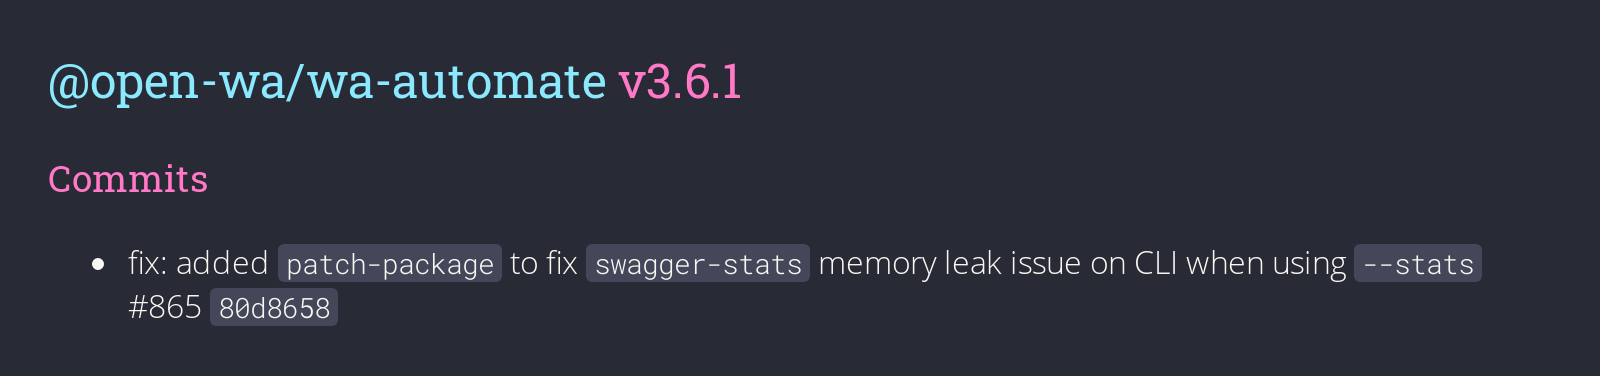 @open-wa/wa-automate v3.6.1
Commits
fix: added patch-package to fix swagger-stats memory leak issue on CLI when using --stats
#865 80d8658